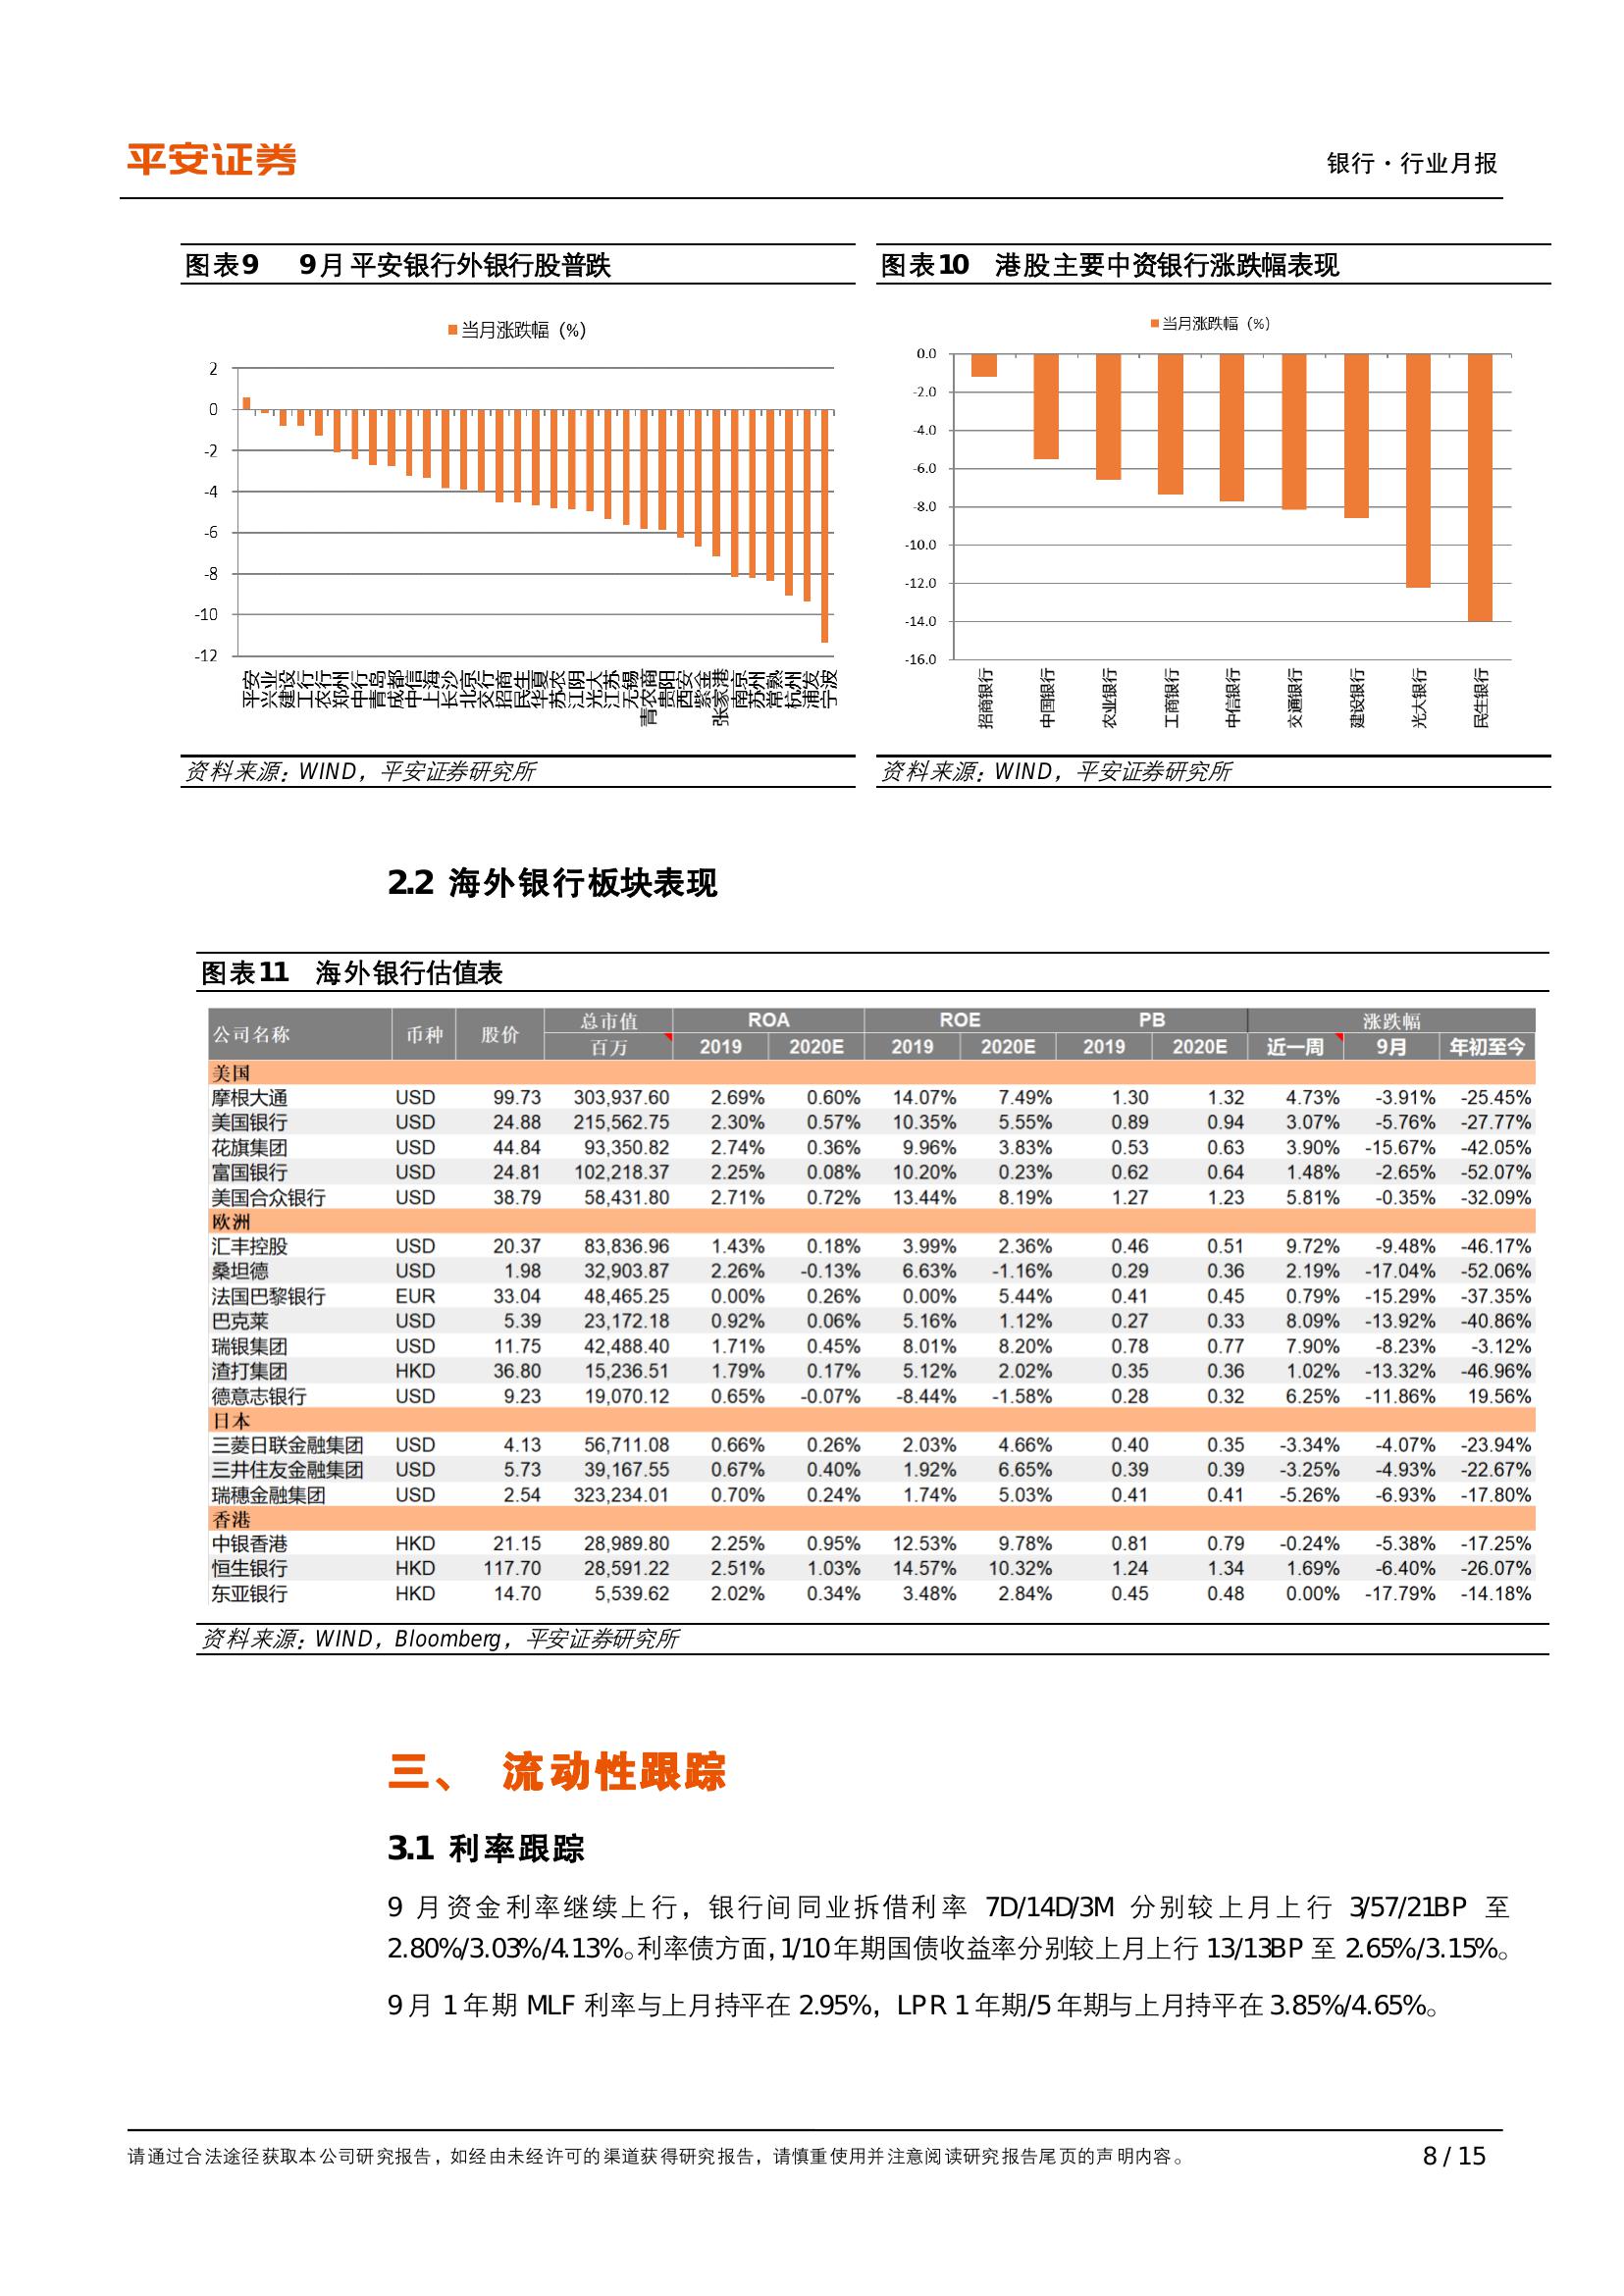 平安证券
银行·行业月报
图表9 9月平安银行外银行股普跌
当月涨跌幅（%）
2
0
-2
-4
-6
-8
-10
-12
平安 兴业 建设 工行 农行 郑州 中行 青岛 成都 中信 上海 长沙 北京 交行 招商 民生 华夏 苏农 江阴 光大 江苏 无锡 青农商 贵阳 西安 紫金 张家港 南京 苏州 常熟 杭州 浦发 宁波
资料来源：WIND，平安证券研究所
图表10 港股主要中资银行涨跌幅表现
当月涨跌幅（%）
0.0
-2.0
-4.0
-6.0
-8.0
-10.0
-12.0
-14.0
-16.0
招商银行 中国银行 农业银行 工商银行 中信银行 交通银行 建设银行 光大银行 民生银行
资料来源：WIND，平安证券研究所
2.2 海外银行板块表现
图表11 海外银行估值表
公司名称 币种 股价 总市值 ROA ROE PB 涨跌幅
百万 2019 2020E 2019 2020E 2019 2020E 近一周 9月 年初至今
美国
摩根大通 USD 99.73 303,937.60 2.69% 0.60% 14.07% 7.49% 1.30 1.32 4.73% -3.91% -25.45%
美国银行 USD 24.88 215,562.75 2.30% 0.57% 10.35% 5.55% 0.89 0.94 3.07% -5.76% -27.77%
花旗集团 USD 44.84 93,350.82 2.74% 0.36% 9.96% 3.83% 0.53 0.63 3.90% -15.67% -42.05%
富国银行 USD 24.81 102,218.37 2.25% 0.08% 10.20% 0.23% 0.62 0.64 1.48% -2.65% -52.07%
美国合众银行 USD 38.79 58,431.80 2.71% 0.72% 13.44% 8.19% 1.27 1.23 5.81% -0.35% -32.09%
欧洲
汇丰控股 USD 20.37 83,836.96 1.43% 0.18% 3.99% 2.36% 0.46 0.51 9.72% -9.48% -46.17%
桑坦德 USD 1.98 32,903.87 2.26% -0.13% 6.63% -1.16% 0.29 0.36 2.19% -17.04% -52.06%
法国巴黎银行 EUR 33.04 48,465.25 0.00% 0.26% 0.00% 5.44% 0.41 0.45 0.79% -15.29% -37.35%
巴克莱 USD 5.39 23,172.18 0.92% 0.06% 5.16% 1.12% 0.27 0.33 8.09% -13.92% -40.86%
瑞银集团 USD 11.75 42,488.40 1.71% 0.45% 8.01% 8.20% 0.78 0.77 7.90% -8.23% -3.12%
渣打集团 HKD 36.80 15,236.51 1.79% 0.17% 5.12% 2.02% 0.35 0.36 1.02% -13.32% -46.96%
德意志银行 USD 9.23 19,070.12 0.65% -0.07% -8.44% -1.58% 0.28 0.32 6.25% -11.86% 19.56%
日本
三菱日联金融集团 USD 4.13 56,711.08 0.66% 0.26% 2.03% 4.66% 0.40 0.35 -3.34% -4.07% -23.94%
三井住友金融集团 USD 5.73 39,167.55 0.67% 0.40% 1.92% 6.65% 0.39 0.39 -3.25% -4.93% -22.67%
瑞穗金融集团 USD 2.54 323,234.01 0.70% 0.24% 1.74% 5.03% 0.41 0.41 -5.26% -6.93% -17.80%
香港
中银香港 HKD 21.15 28,989.80 2.25% 0.95% 12.53% 9.78% 0.81 0.79 -0.24% -5.38% -17.25%
恒生银行 HKD 117.70 28,591.22 2.51% 1.03% 14.57% 10.32% 1.24 1.34 1.69% -6.40% -26.07%
东亚银行 HKD 14.70 5,539.62 2.02% 0.34% 3.48% 2.84% 0.45 0.48 0.00% -17.79% -14.18%
资料来源：WIND，Bloomberg，平安证券研究所
三、 流动性跟踪
3.1 利率跟踪
9 月资金利率继续上行，银行间同业拆借利率 7D/14D/3M 分别较上月上行 3/57/21BP 至
2.80%/3.03%/4.13%。利率债方面，1/10 年期国债收益率分别较上月上行 13/13BP 至 2.65%/3.15%。
9 月 1 年期 MLF 利率与上月持平在 2.95%，LPR 1 年期/5 年期与上月持平在 3.85%/4.65%。
请通过合法途径获取本公司研究报告，如经由未经许可的渠道获得研究报告，请慎重使用并注意阅读研究报告尾页的声明内容。
8 / 15